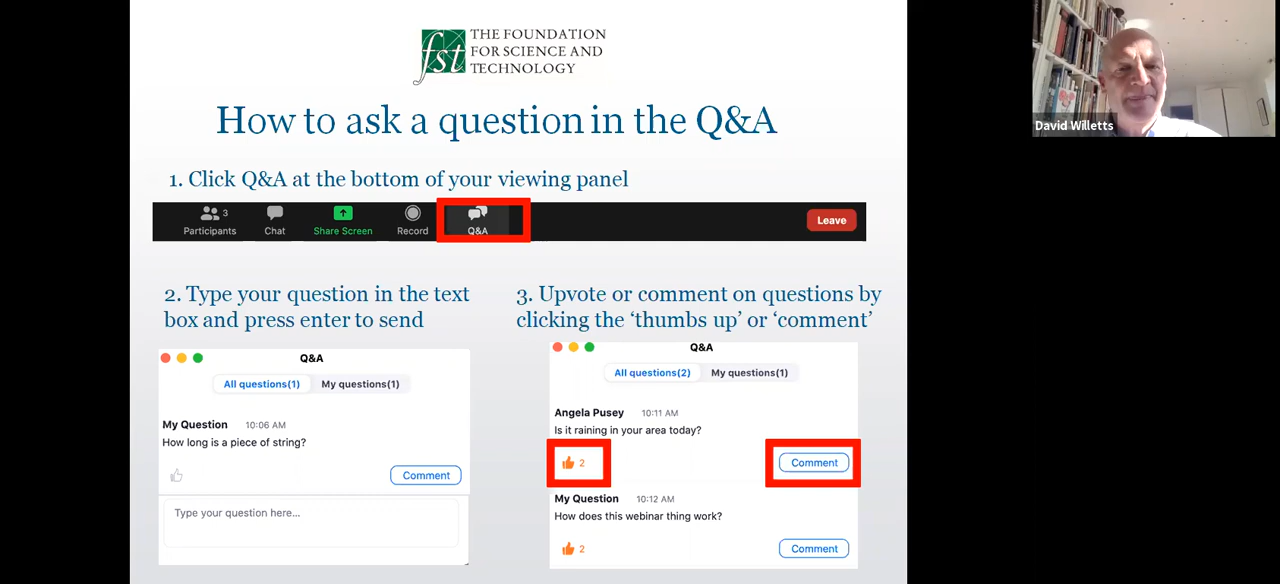 fst
THE FOUNDATION
FOR SCIENCE AND
TECHNOLOGY
How to ask a question in the Q&A
1. Click Q&A at the bottom of your viewing panel
3
Participants
Chat
Share Screen
Record
Q&A
Leave
2. Type your question in the text
box and press enter to send
Q&A
All questions(1) My questions(1)
My Question 10:06 AM
How long is a piece of string?
Comment
Type your question here...
3. Upvote or comment on questions by
clicking the ‘thumbs up’ or ‘comment’
Q&A
All questions(2) My questions(1)
Angela Pusey 10:11 AM
Is it raining in your area today?
2 Comment
My Question 10:12 AM
How does this webinar thing work?
2 Comment
David Willetts